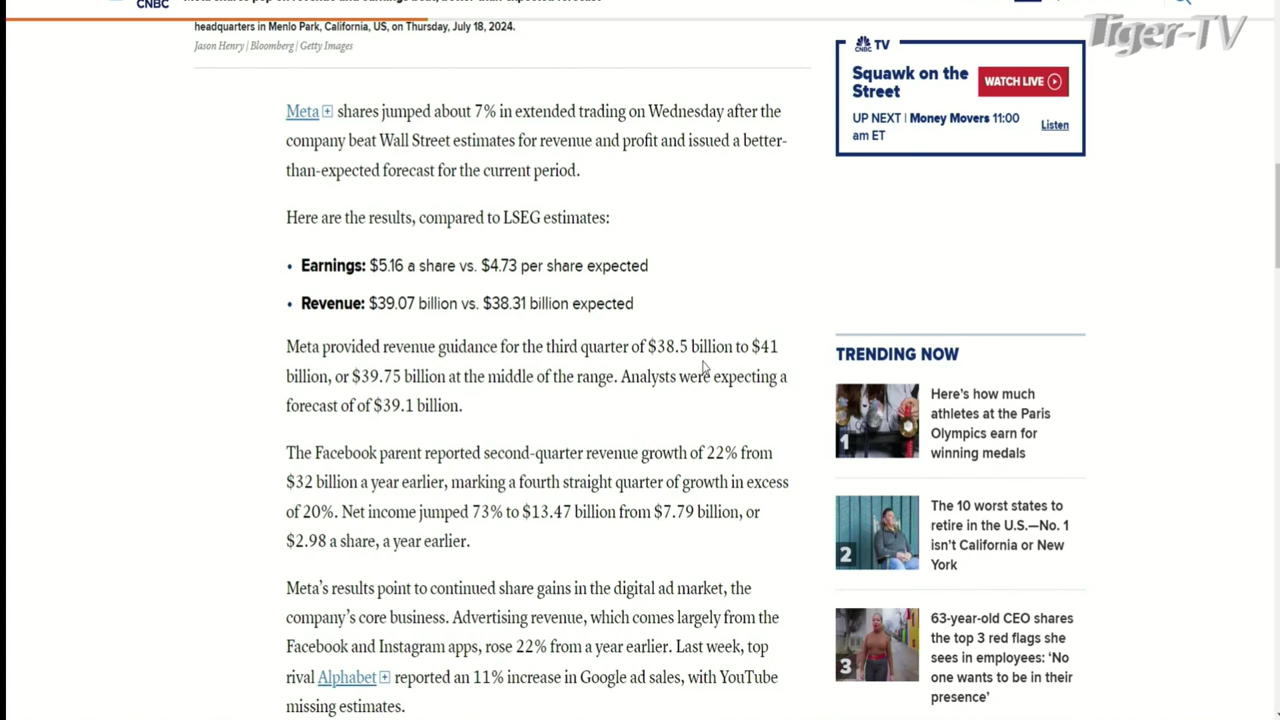 CNBC
headquarters in Menlo Park, California, US, on Thursday, July 18, 2024.
Jason Henry | Bloomberg | Getty Images
Tiger-TV
CNBC TV
Squawk on the
Street
WATCH LIVE
UP NEXT | Money Movers 11:00
am ET
Listen
Meta shares jumped about 7% in extended trading on Wednesday after the
company beat Wall Street estimates for revenue and profit and issued a better-
than-expected forecast for the current period.
Here are the results, compared to LSEG estimates:
• Earnings: $5.16 a share vs. $4.73 per share expected
• Revenue: $39.07 billion vs. $38.31 billion expected
Meta provided revenue guidance for the third quarter of $38.5 billion to $41
billion, or $39.75 billion at the middle of the range. Analysts were expecting a
forecast of of $39.1 billion.
The Facebook parent reported second-quarter revenue growth of 22% from
$32 billion a year earlier, marking a fourth straight quarter of growth in excess
of 20%. Net income jumped 73% to $13.47 billion from $7.79 billion, or
$2.98 a share, a year earlier.
Meta’s results point to continued share gains in the digital ad market, the
company’s core business. Advertising revenue, which comes largely from the
Facebook and Instagram apps, rose 22% from a year earlier. Last week, top
rival Alphabet reported an 11% increase in Google ad sales, with YouTube
missing estimates.
TRENDING NOW
1
Here’s how much
athletes at the Paris
Olympics earn for
winning medals
2
The 10 worst states to
retire in the U.S.—No. 1
isn’t California or New
York
3
63-year-old CEO shares
the top 3 red flags she
sees in employees: ‘No
one wants to be in their
presence’